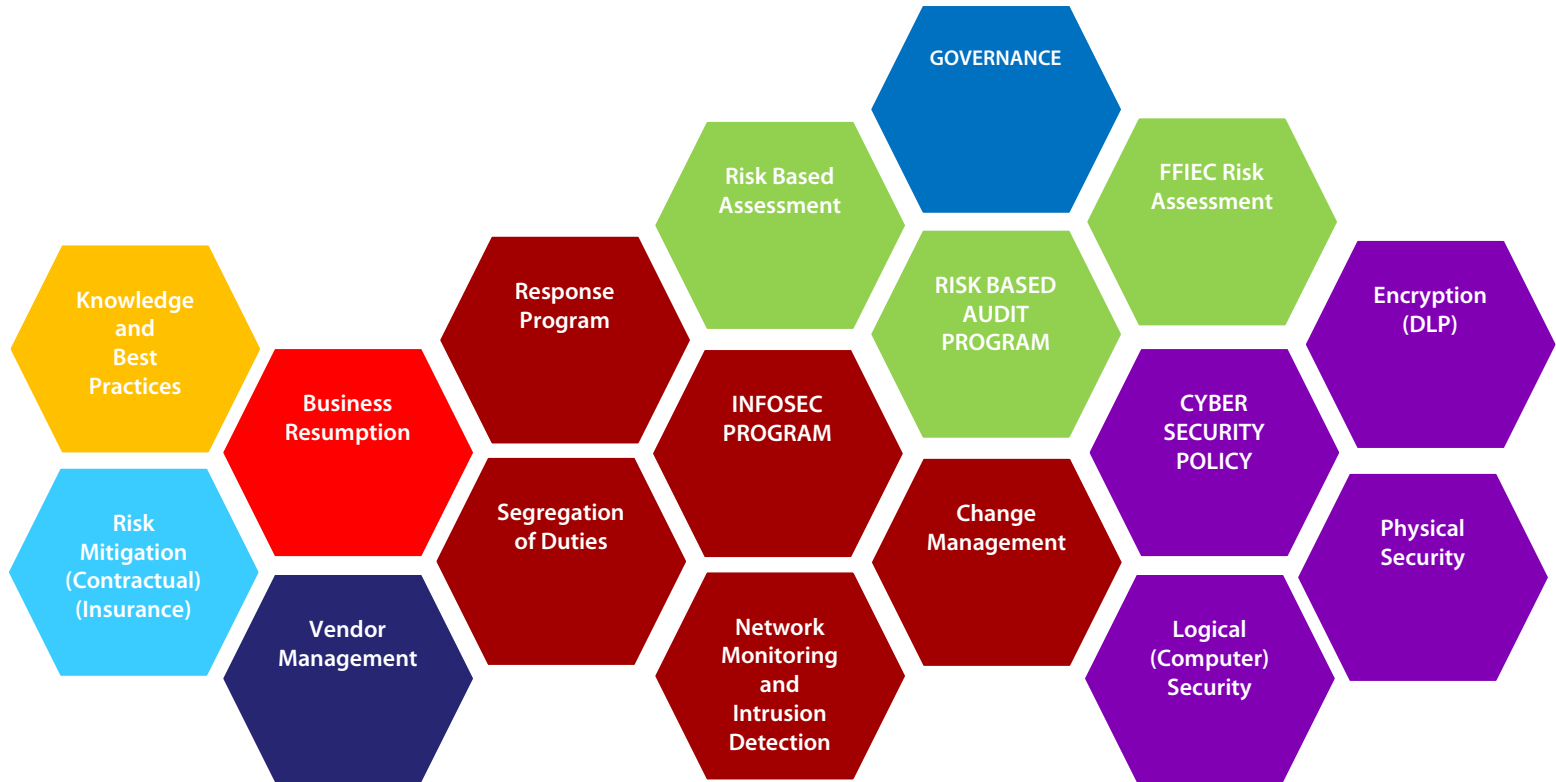 GOVERNANCE
Risk Based
Assessment
FFIEC Risk
Assessment
Knowledge
and
Best
Practices
Response
Program
RISK BASED
AUDIT
PROGRAM
Encryption
(DLP)
Business
Resumption
INFOSEC
PROGRAM
CYBER
SECURITY
POLICY
Risk
Mitigation
(Contractual)
(Insurance)
Segregation
of Duties
Change
Management
Physical
Security
Vendor
Management
Network
Monitoring
and
Intrusion
Detection
Logical
(Computer)
Security